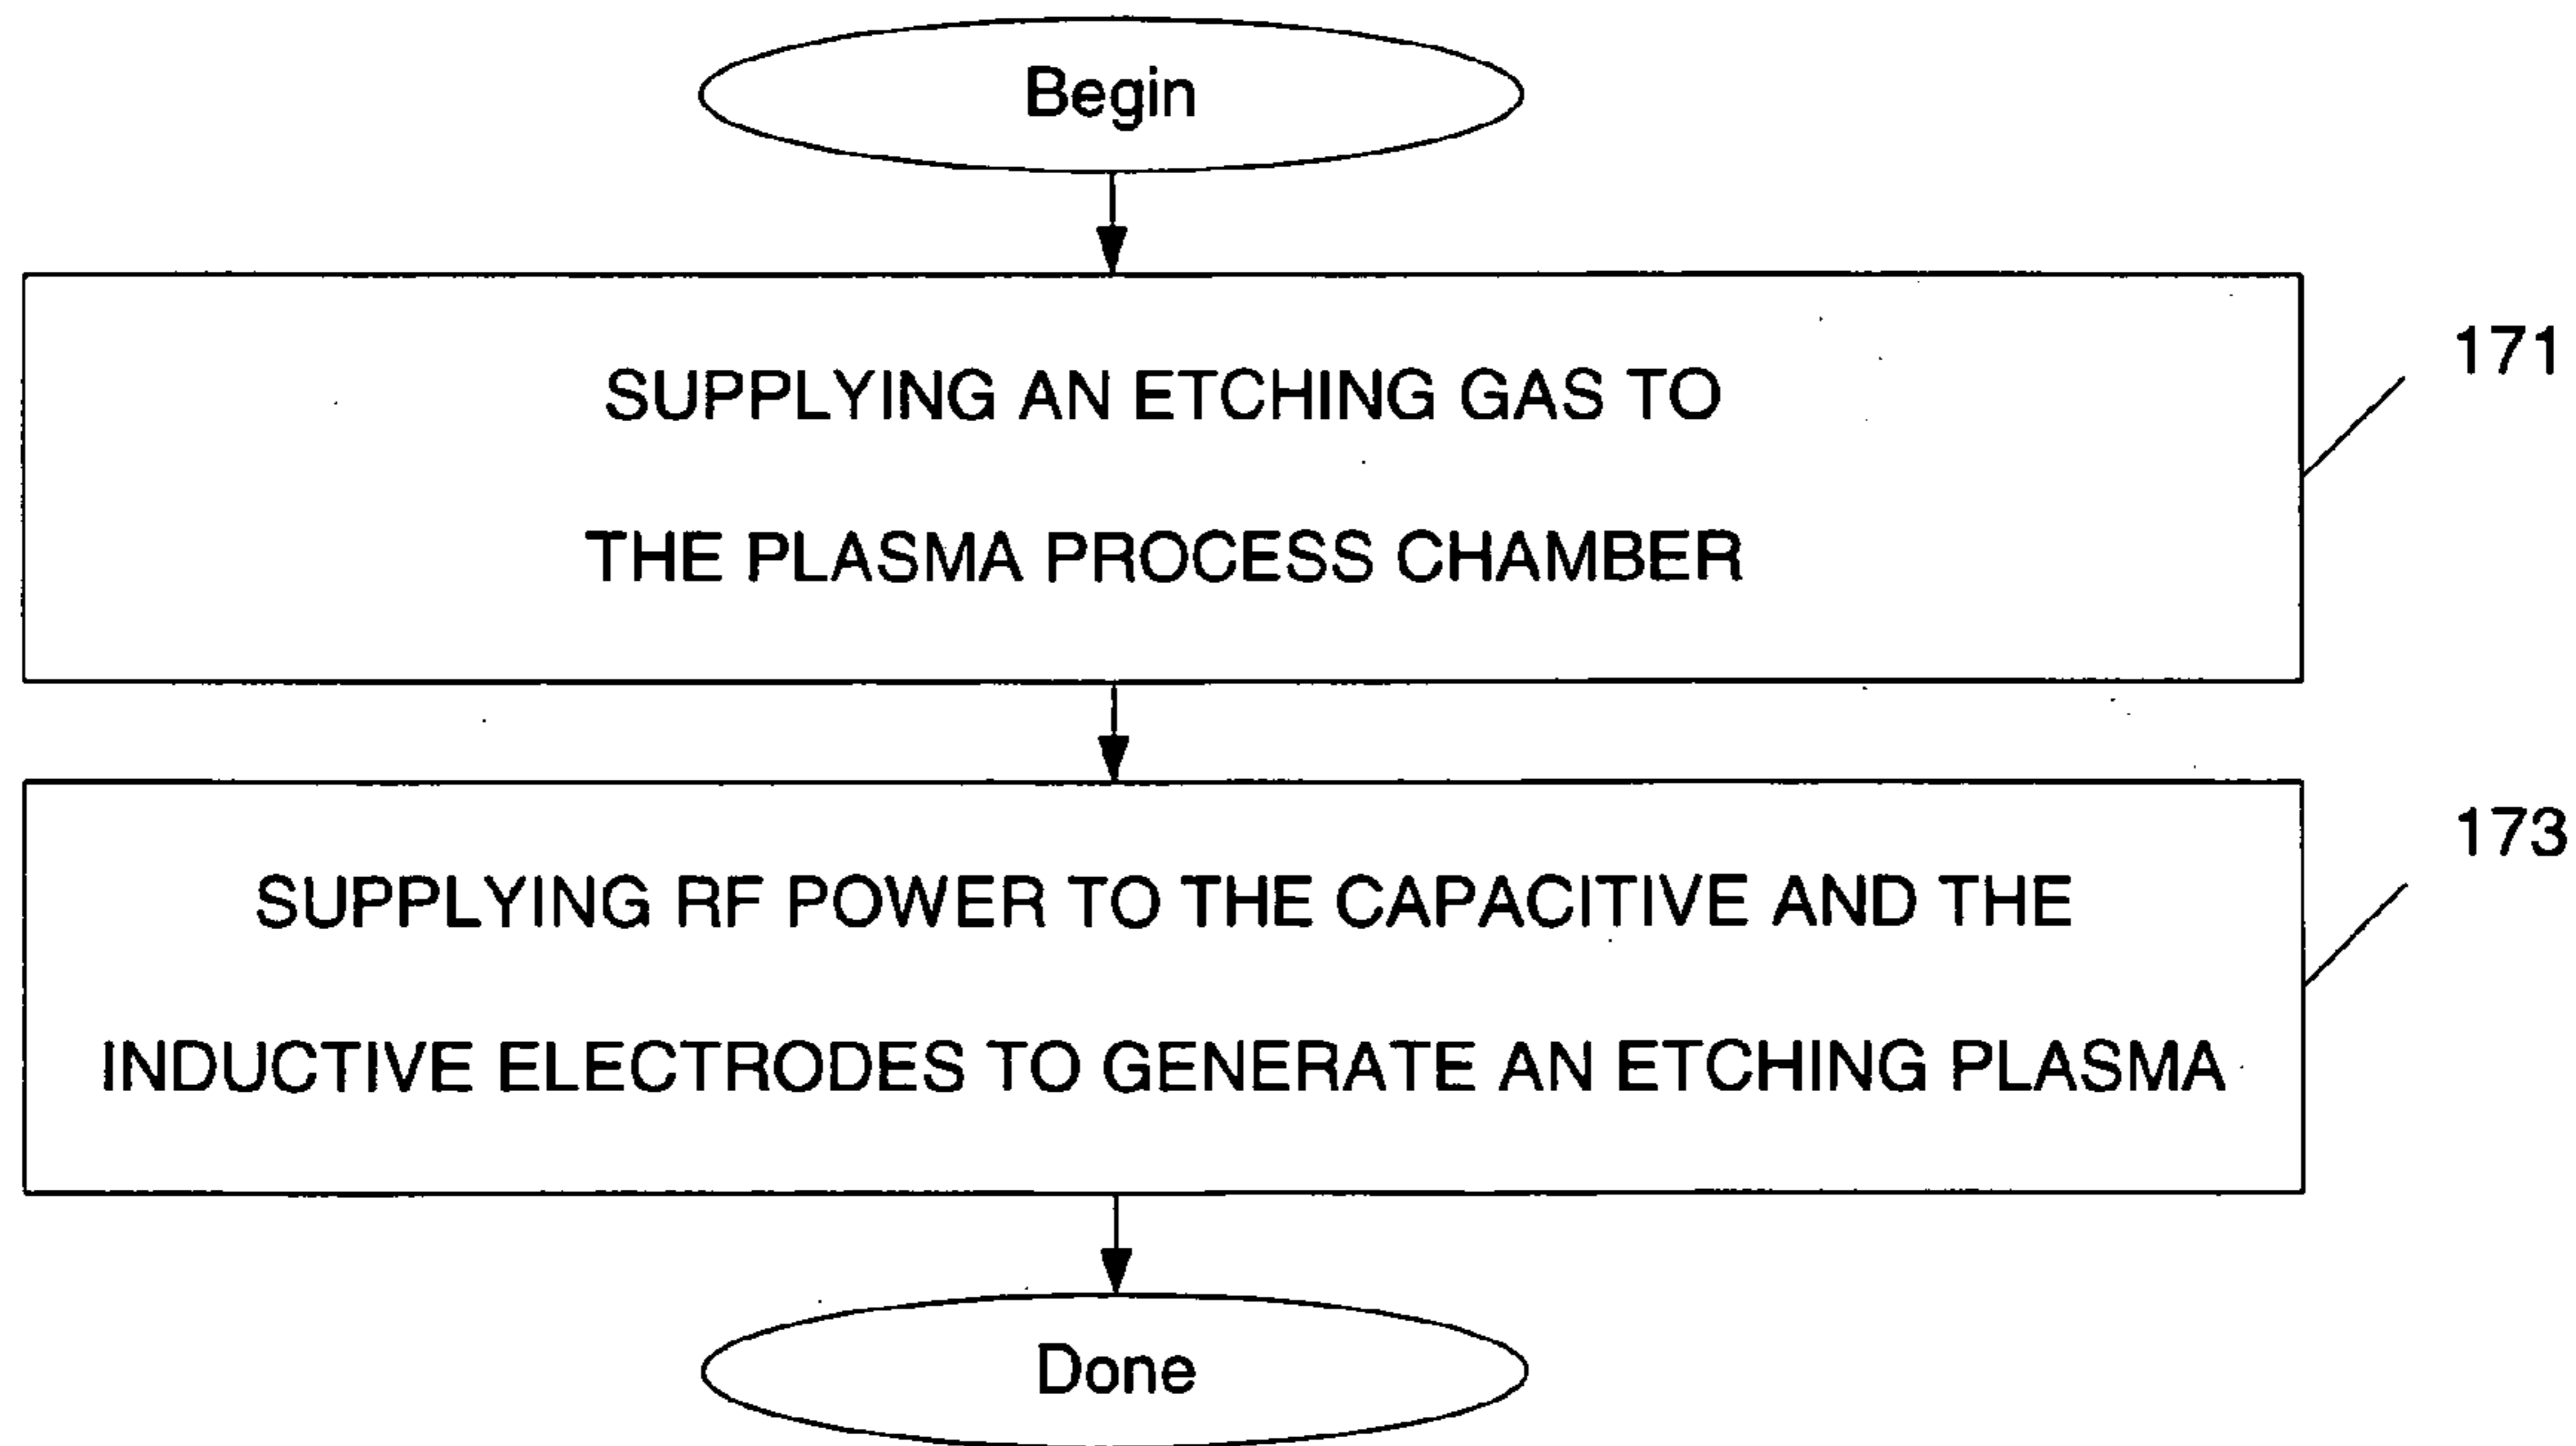 Begin
SUPPLYING AN ETCHING GAS TO
THE PLASMA PROCESS CHAMBER
171
SUPPLYING RF POWER TO THE CAPACITIVE AND THE
INDUCTIVE ELECTRODES TO GENERATE AN ETCHING PLASMA
173
Done